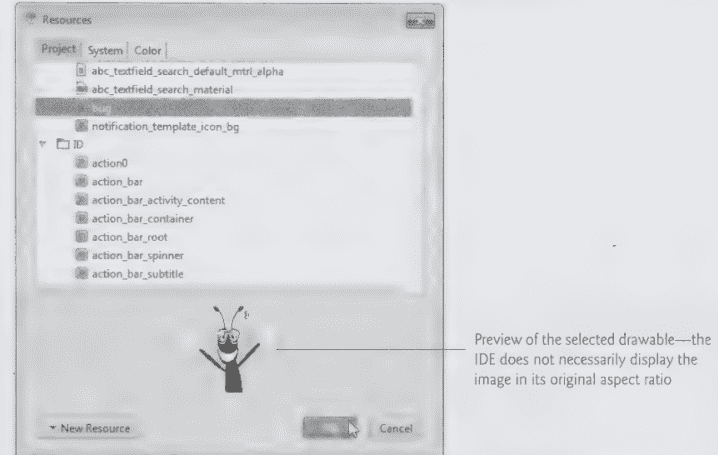 Resources
Project System Color
abc_textfield_search_default_mtrl_alpha
abc_textfield_search_material
bug
notification_template_icon_bg
ID
action0
action_bar
action_bar_activity_content
action_bar_container
action_bar_root
action_bar_spinner
action_bar_subtitle
Preview of the selected drawable—the
IDE does not necessarily display the
image in its original aspect ratio
New Resource
Cancel